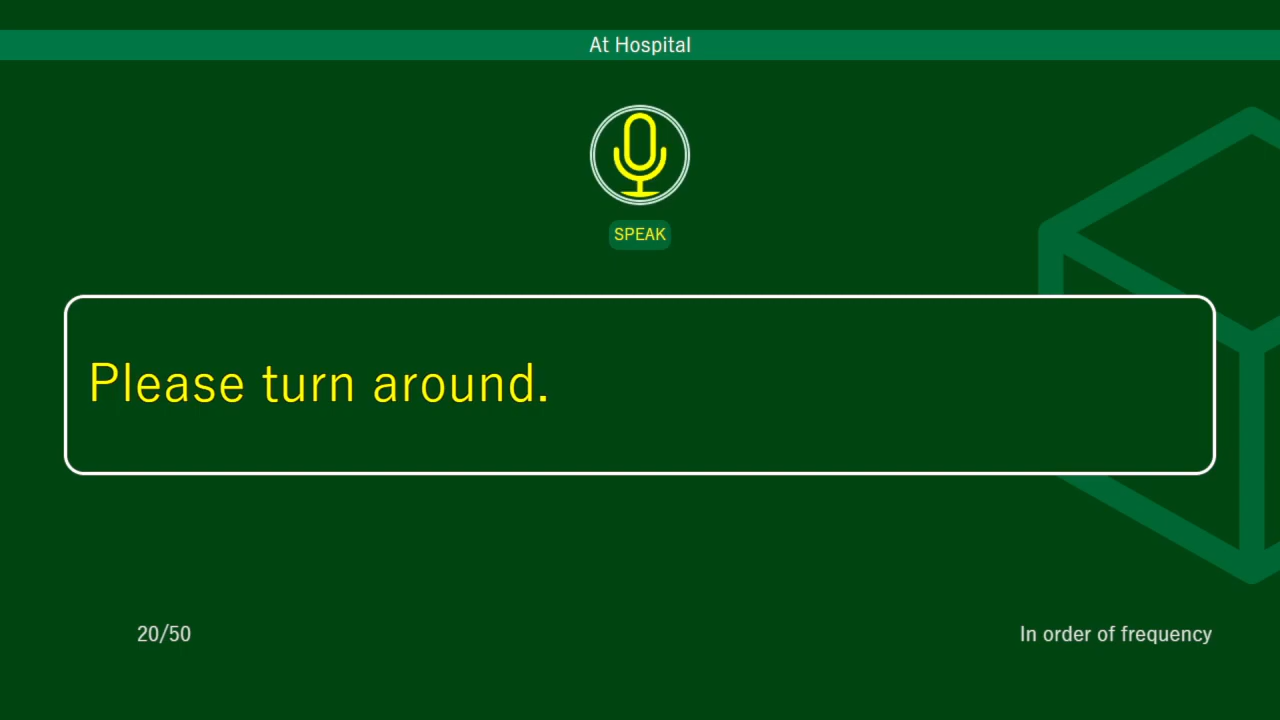 At Hospital
SPEAK
Please turn around.
20/50
In order of frequency